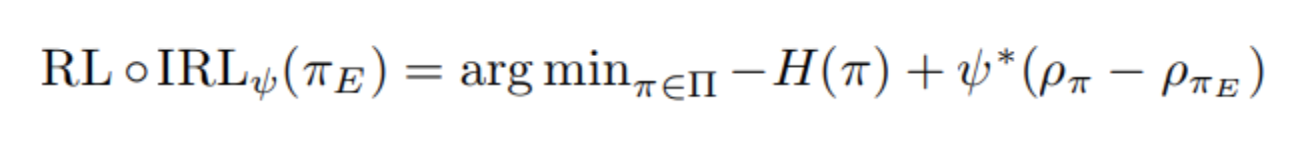 RL ∘ IRL_ψ(π_E) = arg min_{π∈Π} −H(π) + ψ*(ρ_π − ρ_{π_E})